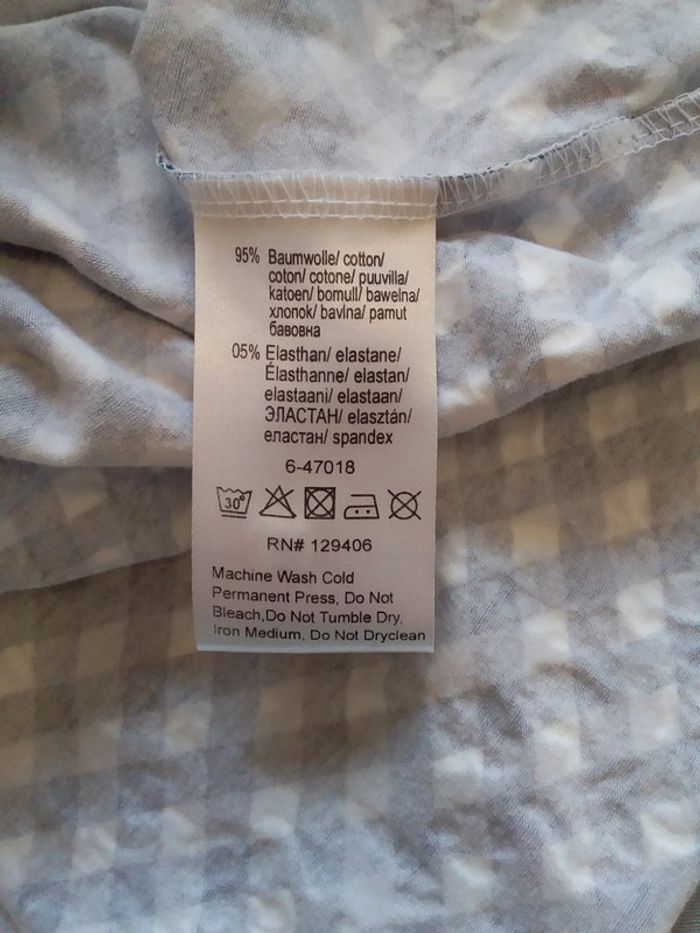 95% Baumwolle/ cotton/
coton/ cotone/ puuvilla/
katoen/ bomull/ bawełna/
хлопок/ bavlna/ pamut
бавовна
05% Elasthan/ elastane/
Élasthanne/ elastan/
elastaani/ elastaan/
ЭЛАСТАН/ elasztán/
еластан/ spandex
6-47018
30°
RN# 129406
Machine Wash Cold
Permanent Press, Do Not
Bleach,Do Not Tumble Dry,
Iron Medium, Do Not Dryclean